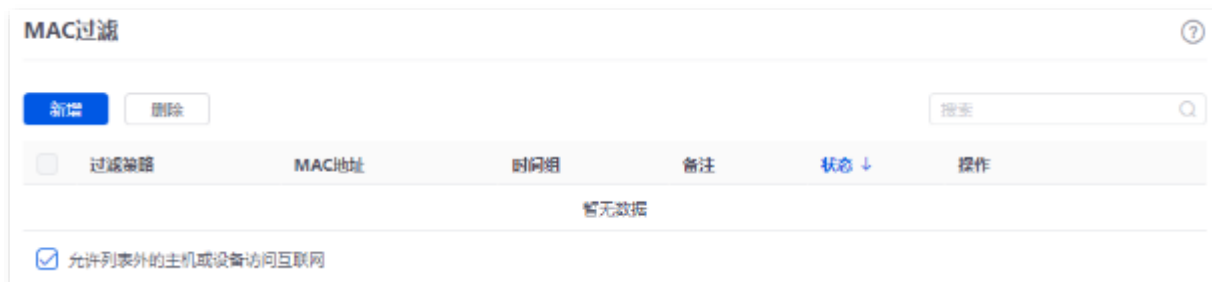 MAC过滤
新增 删除 搜索
过滤策略 MAC地址 时间组 备注 状态 操作
暂无数据
允许列表外的主机或设备访问互联网